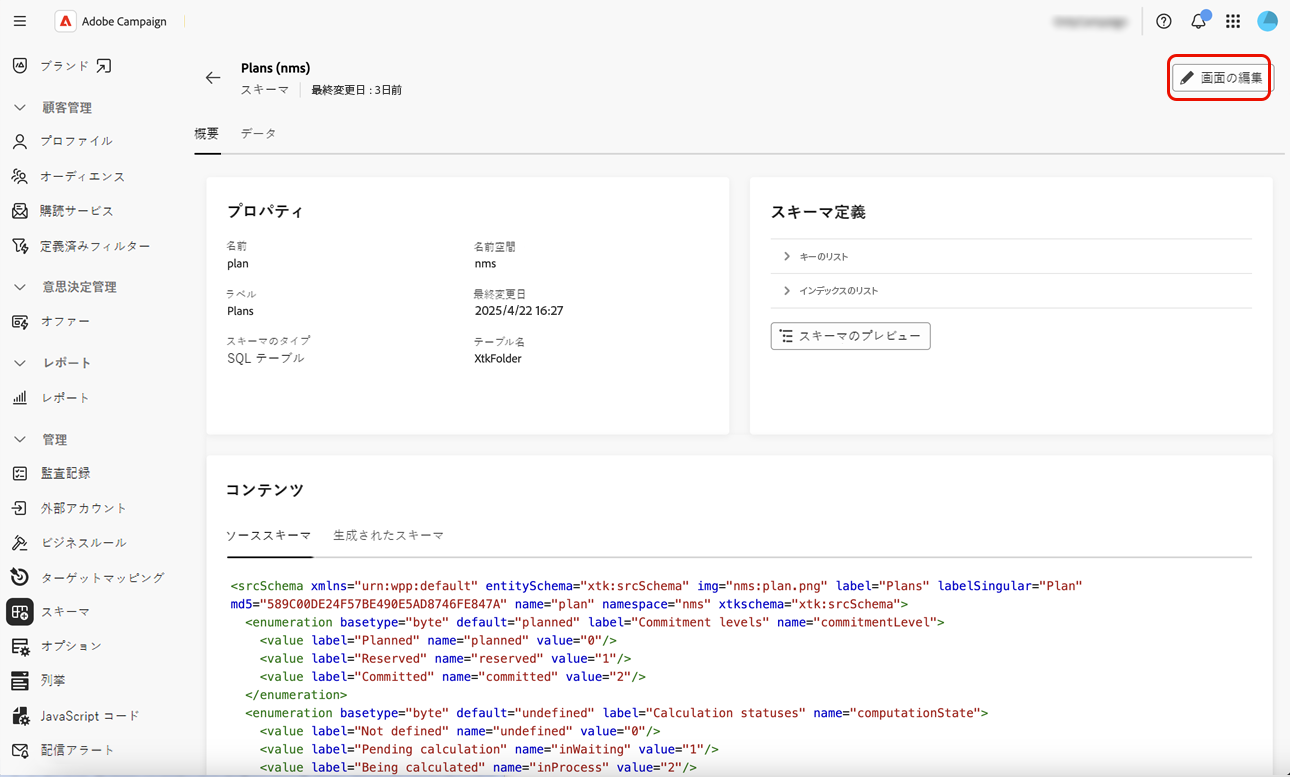 Adobe Campaign
ブランド
顧客管理
プロファイル
オーディエンス
購読サービス
定義済みフィルター
意思決定管理
オファー
レポート
レポート
管理
監査記録
外部アカウント
ビジネスルール
ターゲットマッピング
スキーマ
オプション
列挙
JavaScript コード
配信アラート
Plans (nms)
スキーマ 最終変更日 : 3日前
画面の編集
概要 データ
プロパティ
名前 名前空間
plan nms
ラベル 最終変更日
Plans 2025/4/22 16:27
スキーマのタイプ テーブル名
SQL テーブル XtkFolder
スキーマ定義
キーのリスト
インデックスのリスト
スキーマのプレビュー
コンテンツ
ソーススキーマ 生成されたスキーマ
<srcSchema xmlns="urn:wpp:default" entitySchema="xtk:srcSchema" img="nms:plan.png" label="Plans" labelSingular="Plan"
md5="589C00DE24F57BE490E5AD8746FE847A" name="plan" namespace="nms" xtkschema="xtk:srcSchema">
<enumeration basetype="byte" default="planned" label="Commitment levels" name="commitmentLevel">
<value label="Planned" name="planned" value="0"/>
<value label="Reserved" name="reserved" value="1"/>
<value label="Committed" name="committed" value="2"/>
</enumeration>
<enumeration basetype="byte" default="undefined" label="Calculation statuses" name="computationState">
<value label="Not defined" name="undefined" value="0"/>
<value label="Pending calculation" name="inWaiting" value="1"/>
<value label="Being calculated" name="inProcess" value="2"/>